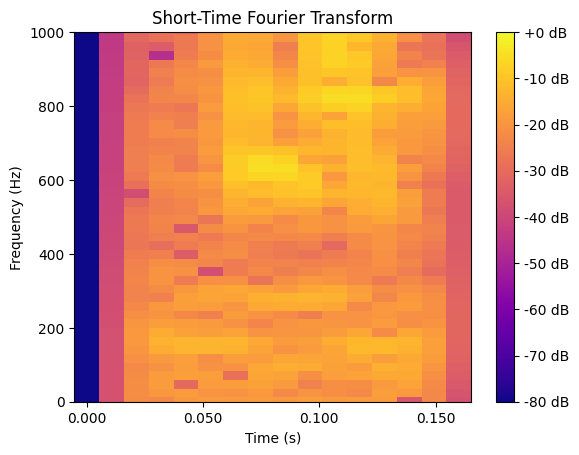 Short-Time Fourier Transform
1000
800
600
400
200
0
Frequency (Hz)
0.000
0.050
0.100
0.150
Time (s)
+0 dB
-10 dB
-20 dB
-30 dB
-40 dB
-50 dB
-60 dB
-70 dB
-80 dB